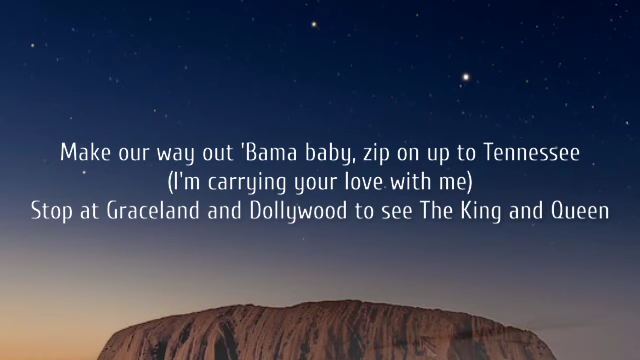 Make our way out 'Bama baby, zip on up to Tennessee
(I'm carrying your love with me)
Stop at Graceland and Dollywood to see The King and Queen